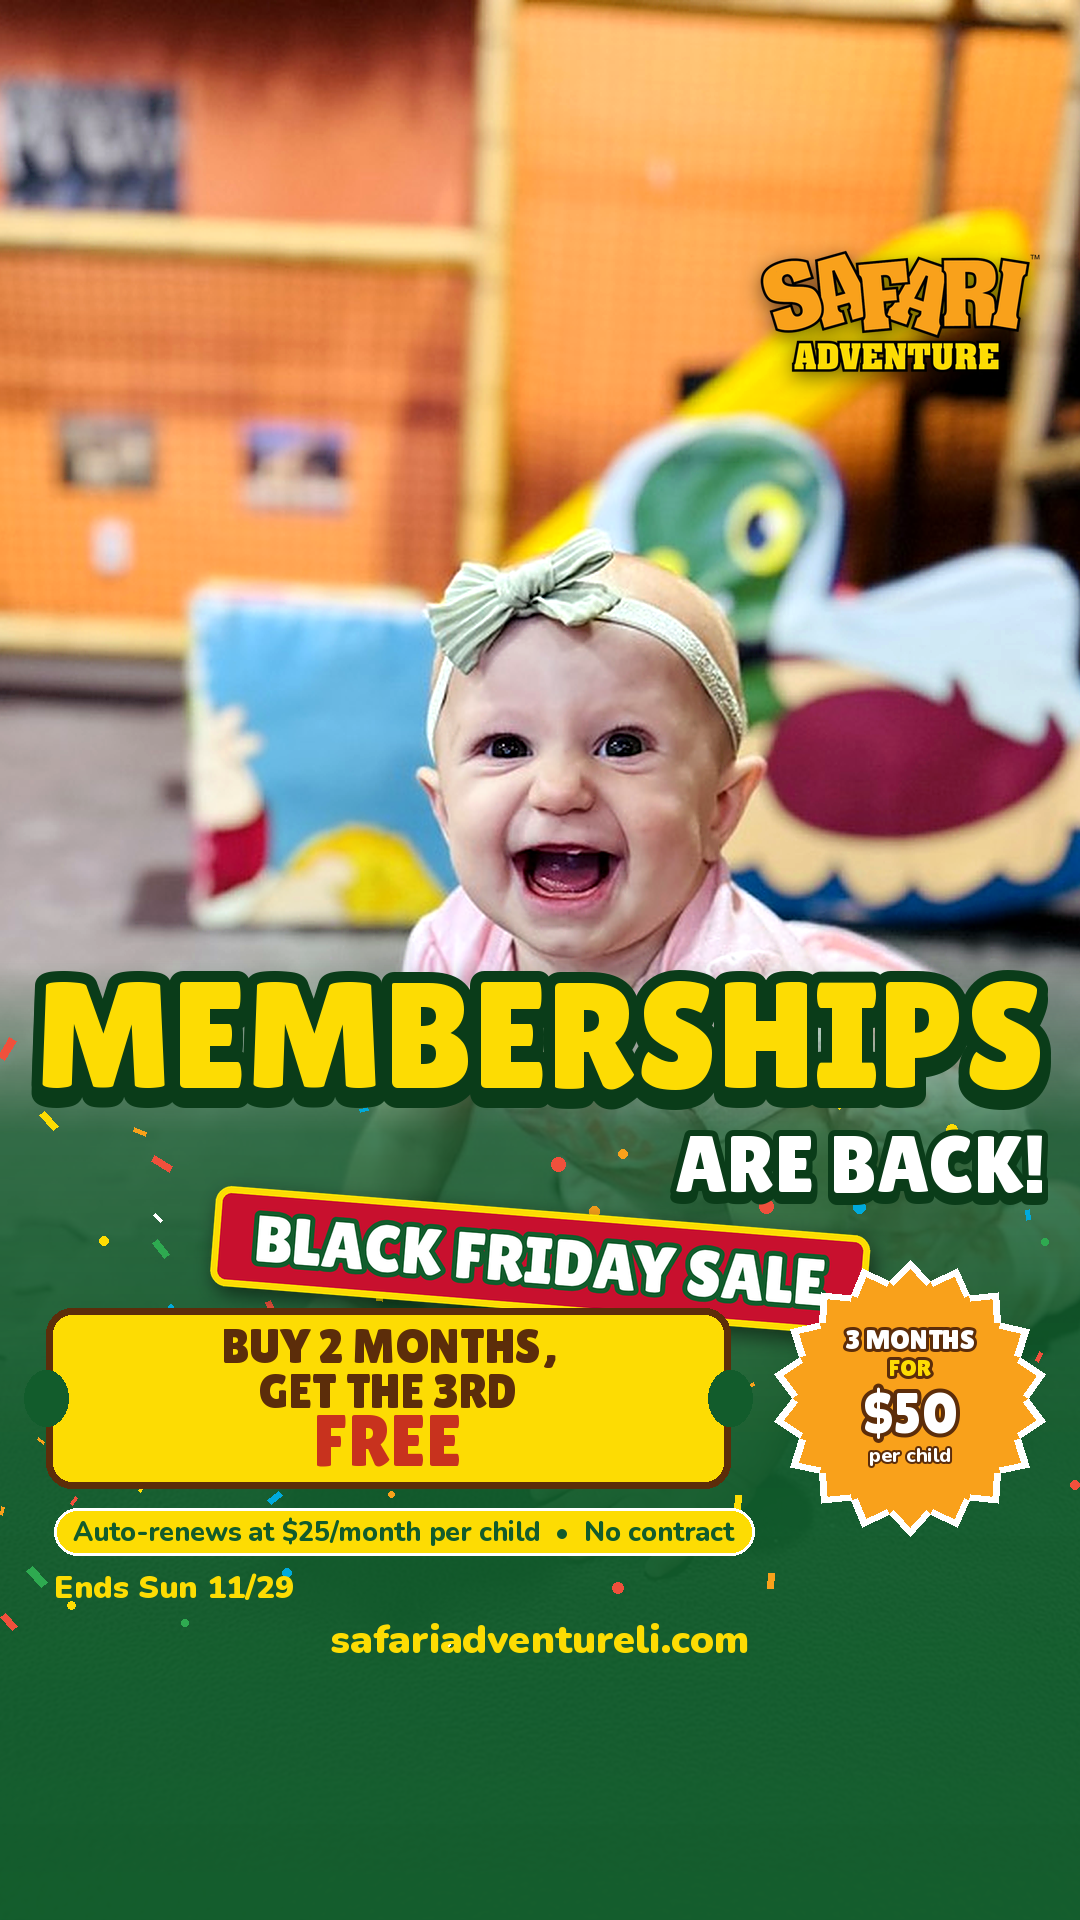 SAFARI™
ADVENTURE
MEMBERSHIPS
ARE BACK!
BLACK FRIDAY SALE
BUY 2 MONTHS,
GET THE 3RD
FREE
3 MONTHS
FOR
$50
per child
Auto-renews at $25/month per child • No contract
Ends Sun 11/29
safariadventureli.com